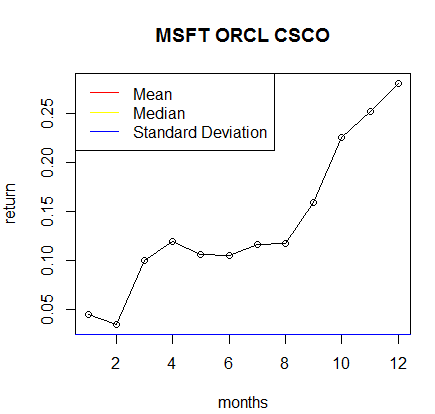 MSFT ORCL CSCO
Mean
Median
Standard Deviation
return
0.25
0.20
0.15
0.10
0.05
2 4 6 8 10 12
months